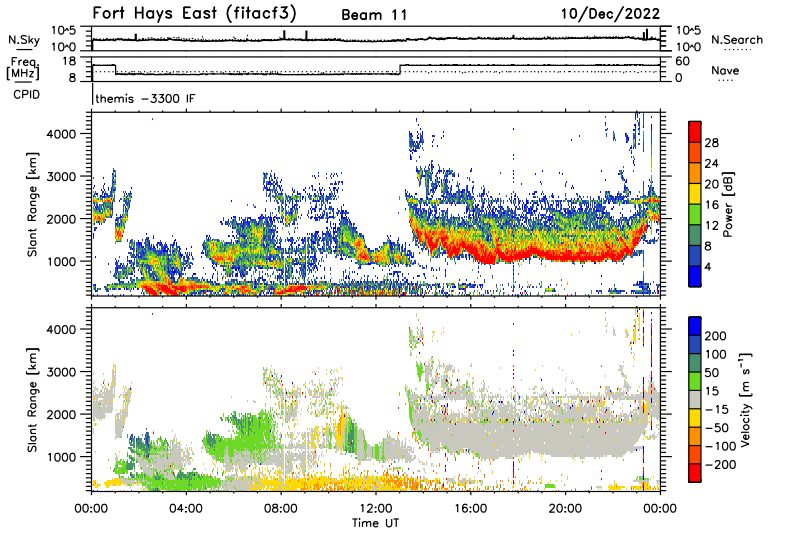 Fort Hays East (fitacf3) Beam 11 10/Dec/2022
N.Sky 10^5 10^0 10^5 10^0 N.Search
Freq. [MHz] 18 8 60 0 Nave
CPID themis -3300 IF
Slant Range [km] 4000 3000 2000 1000
28
24
20
16
12
8
4
Power [dB]
Slant Range [km] 4000 3000 2000 1000
200
100
50
15
-15
-50
-100
-200
Velocity [m s⁻¹]
00:00 04:00 08:00 12:00 16:00 20:00 00:00
Time UT